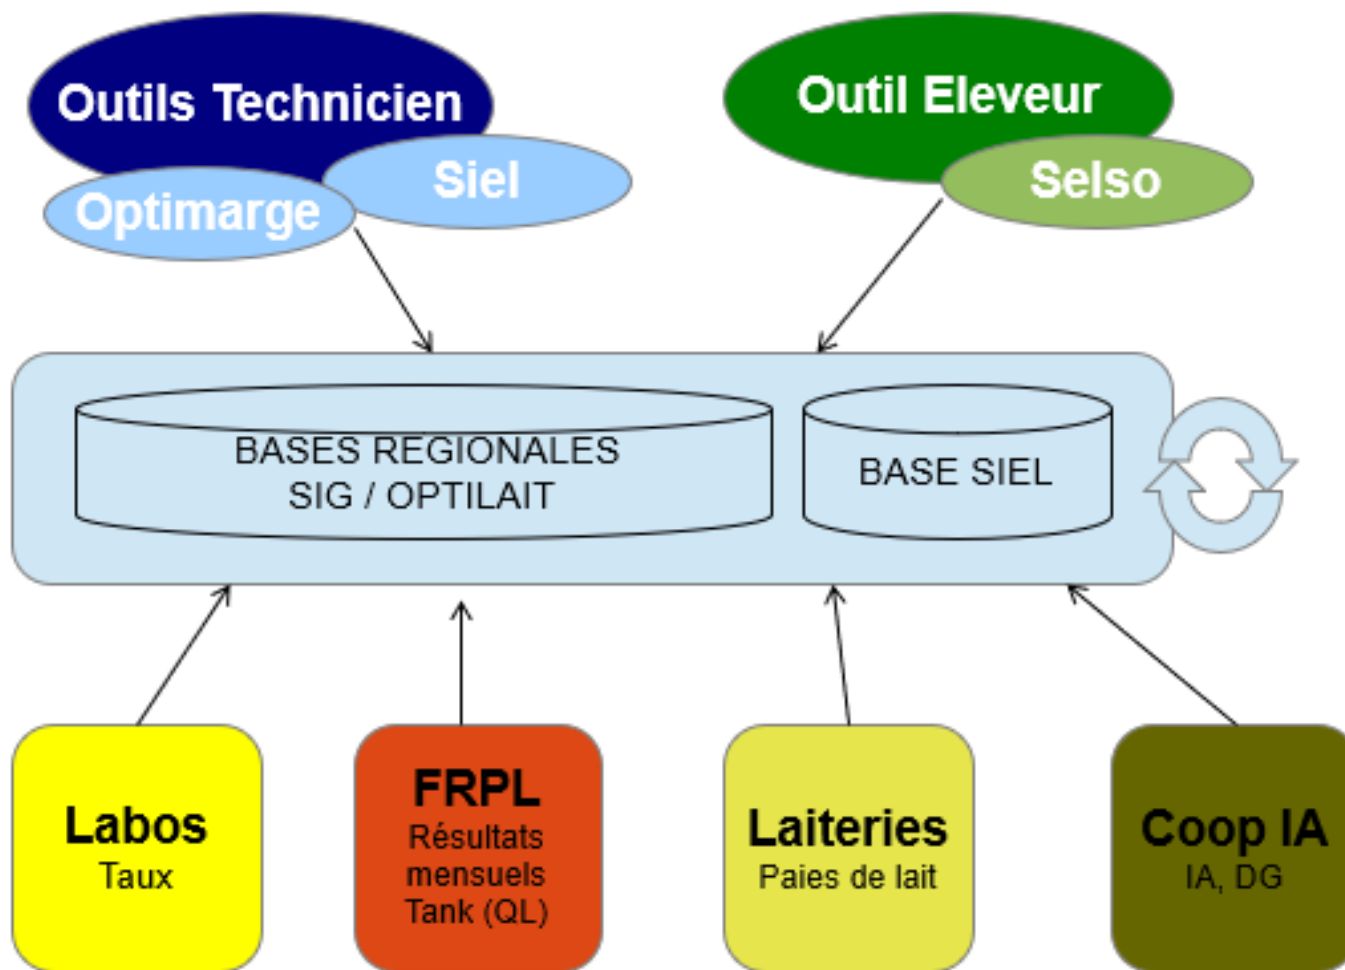 Outils Technicien
Siel
Optimarge
Outil Eleveur
Selso
BASES REGIONALES
SIG / OPTILAIT
BASE SIEL
Labos
Taux
FRPL
Résultats
mensuels
Tank (QL)
Laiteries
Paies de lait
Coop IA
IA, DG